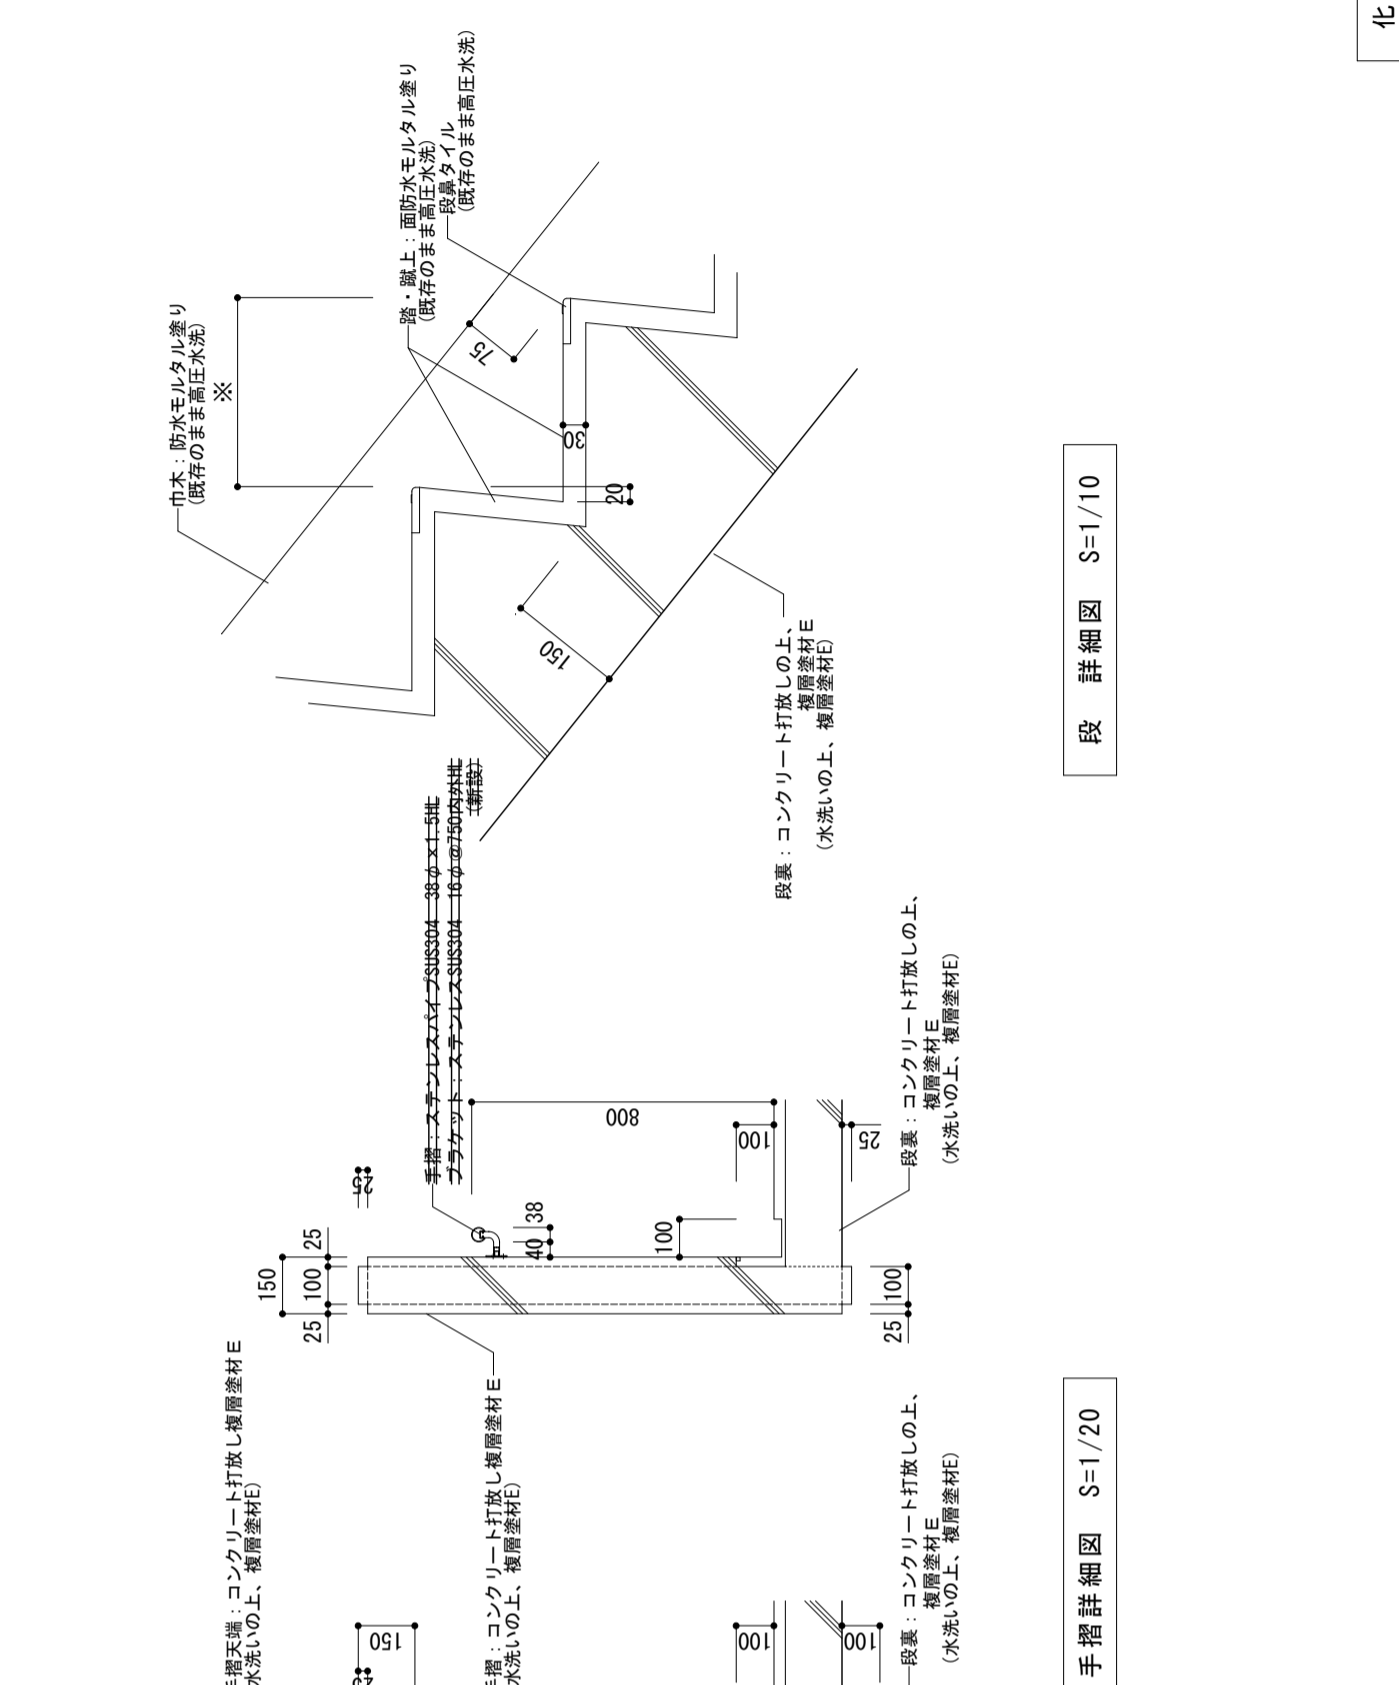 化
巾木：防水モルタル塗り
(既存のまま高圧水洗)
※
踏・蹴上：面防水モルタル塗り
(既存のまま高圧水洗)
段鼻タイル
(既存のまま高圧水洗)
75
30
20
150
段裏：コンクリート打放しの上、
複層塗材E
(水洗いの上、複層塗材E)
段　詳細図　S=1/10
手摺：ステンレスパイプSUS304　38φ×1.5HL
ブラケット：ステンレスSUS304　16φ@750内外HL
(新設)
800
100
25
25
38
40
100
150
25
100
25
100
25
段裏：コンクリート打放しの上、
複層塗材E
(水洗いの上、複層塗材E)
手摺天端：コンクリート打放し複層塗材E
水洗いの上、複層塗材E)
手摺：コンクリート打放し複層塗材E
水洗いの上、複層塗材E)
150
100
100
段裏：コンクリート打放しの上、
複層塗材E
(水洗いの上、複層塗材E)
手摺詳細図　S=1/20